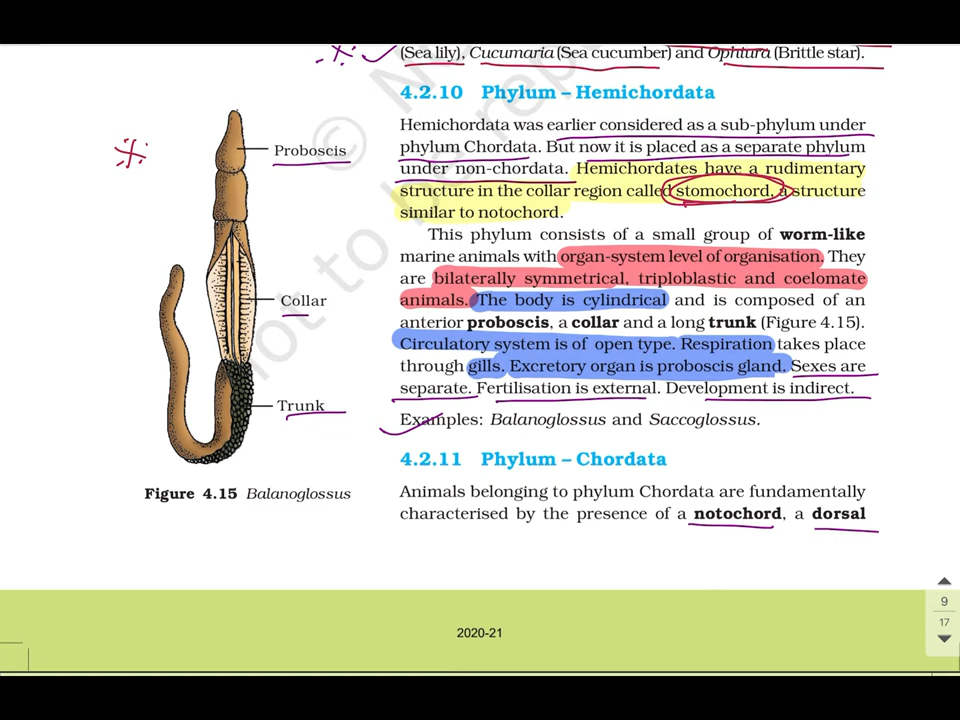 (Sea lily), Cucumaria (Sea cucumber) and Ophiura (Brittle star).
4.2.10 Phylum – Hemichordata
Hemichordata was earlier considered as a sub-phylum under
phylum Chordata. But now it is placed as a separate phylum
under non-chordata. Hemichordates have a rudimentary
structure in the collar region called stomochord, a structure
similar to notochord.
This phylum consists of a small group of worm-like
marine animals with organ-system level of organisation. They
are bilaterally symmetrical, triploblastic and coelomate
animals. The body is cylindrical and is composed of an
anterior proboscis, a collar and a long trunk (Figure 4.15).
Circulatory system is of open type. Respiration takes place
through gills. Excretory organ is proboscis gland. Sexes are
separate. Fertilisation is external. Development is indirect.
Examples: Balanoglossus and Saccoglossus.
Proboscis
Collar
Trunk
Figure 4.15 Balanoglossus
4.2.11 Phylum – Chordata
Animals belonging to phylum Chordata are fundamentally
characterised by the presence of a notochord, a dorsal
2020-21
9
17
© N
not to be rep